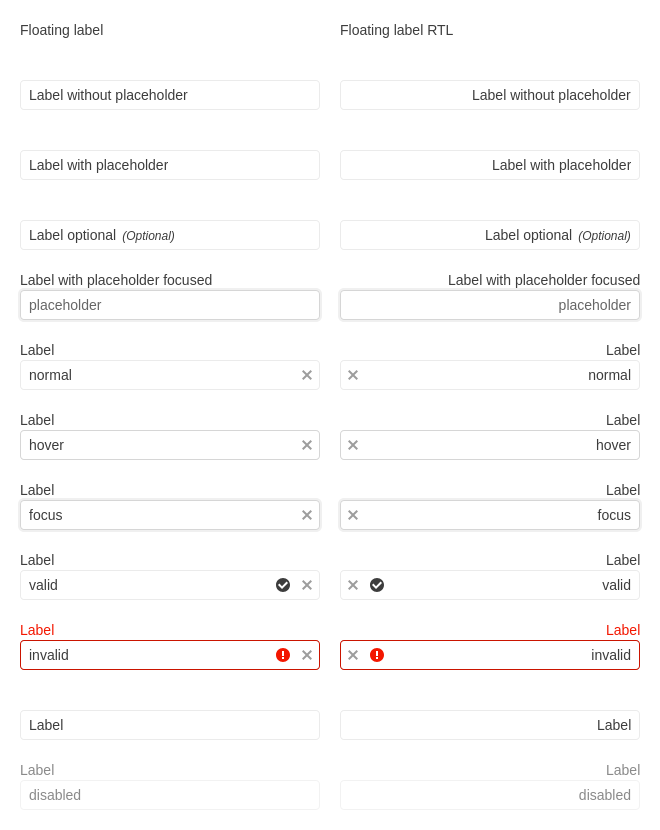 Floating label
Floating label RTL
Label without placeholder
Label without placeholder
Label with placeholder
Label with placeholder
Label optional (Optional)
Label optional (Optional)
Label with placeholder focused
Label with placeholder focused
placeholder
placeholder
Label
Label
normal
normal
Label
Label
hover
hover
Label
Label
focus
focus
Label
Label
valid
valid
Label
Label
invalid
invalid
Label
Label
Label
Label
disabled
disabled